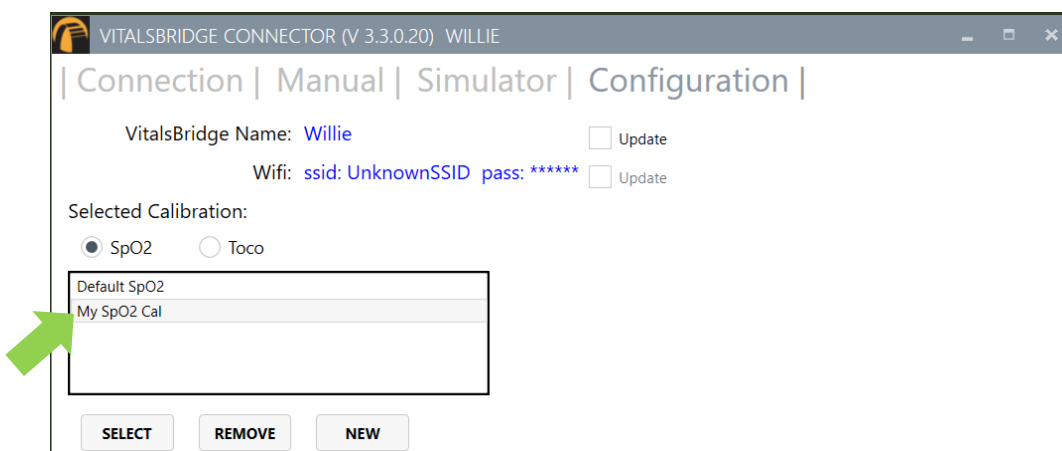 VITALSBRIDGE CONNECTOR (V 3.3.0.20) WILLIE
| Connection | Manual | Simulator | Configuration |
VitalsBridge Name: Willie Update
Wifi: ssid: UnknownSSID pass: ****** Update
Selected Calibration:
SpO2 Toco
Default SpO2
My SpO2 Cal
SELECT REMOVE NEW